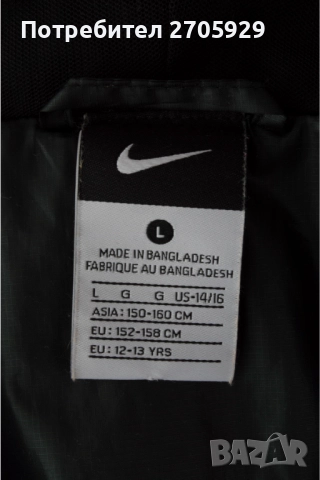 Потребител 2705929
L
MADE IN BANGLADESH
FABRIQUE AU BANGLADESH
L G G US-14/16
ASIA: 150-160 CM
EU: 152-158 CM
EU: 12-13 YRS
BAZAR